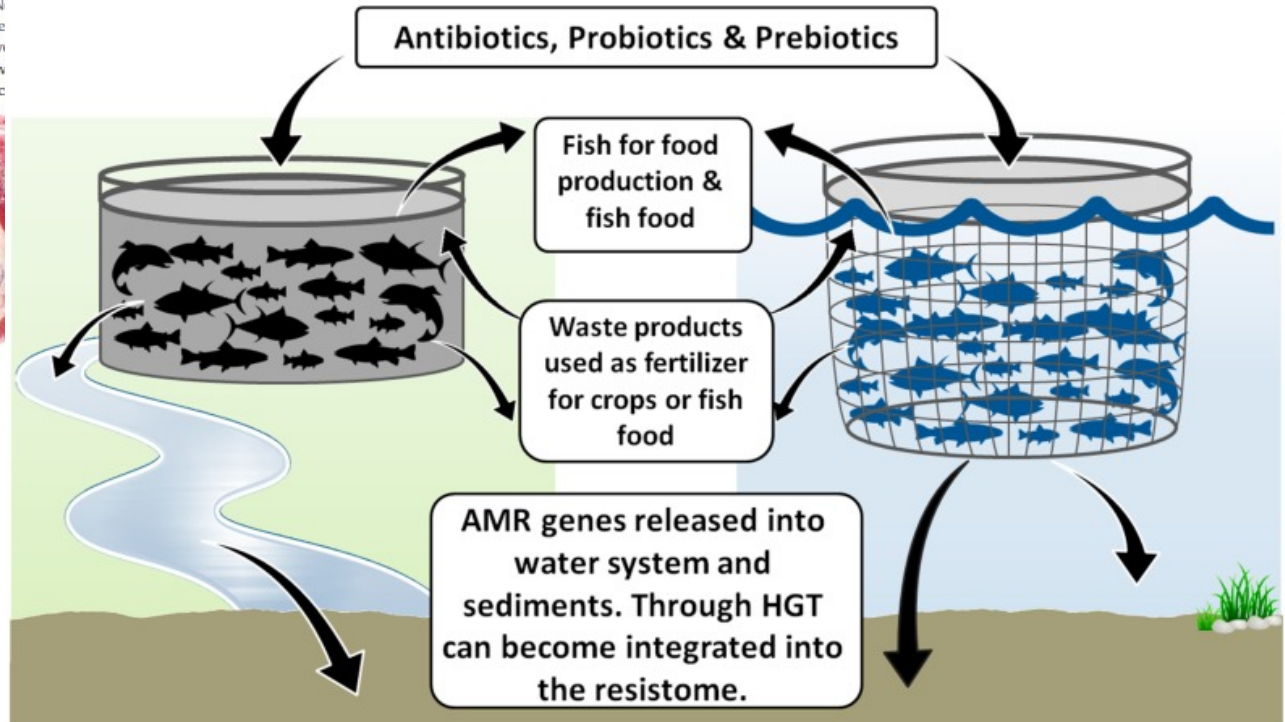 Antibiotics, Probiotics & Prebiotics
Fish for food
production &
fish food
Waste products
used as fertilizer
for crops or fish
food
AMR genes released into
water system and
sediments. Through HGT
can become integrated into
the resistome.